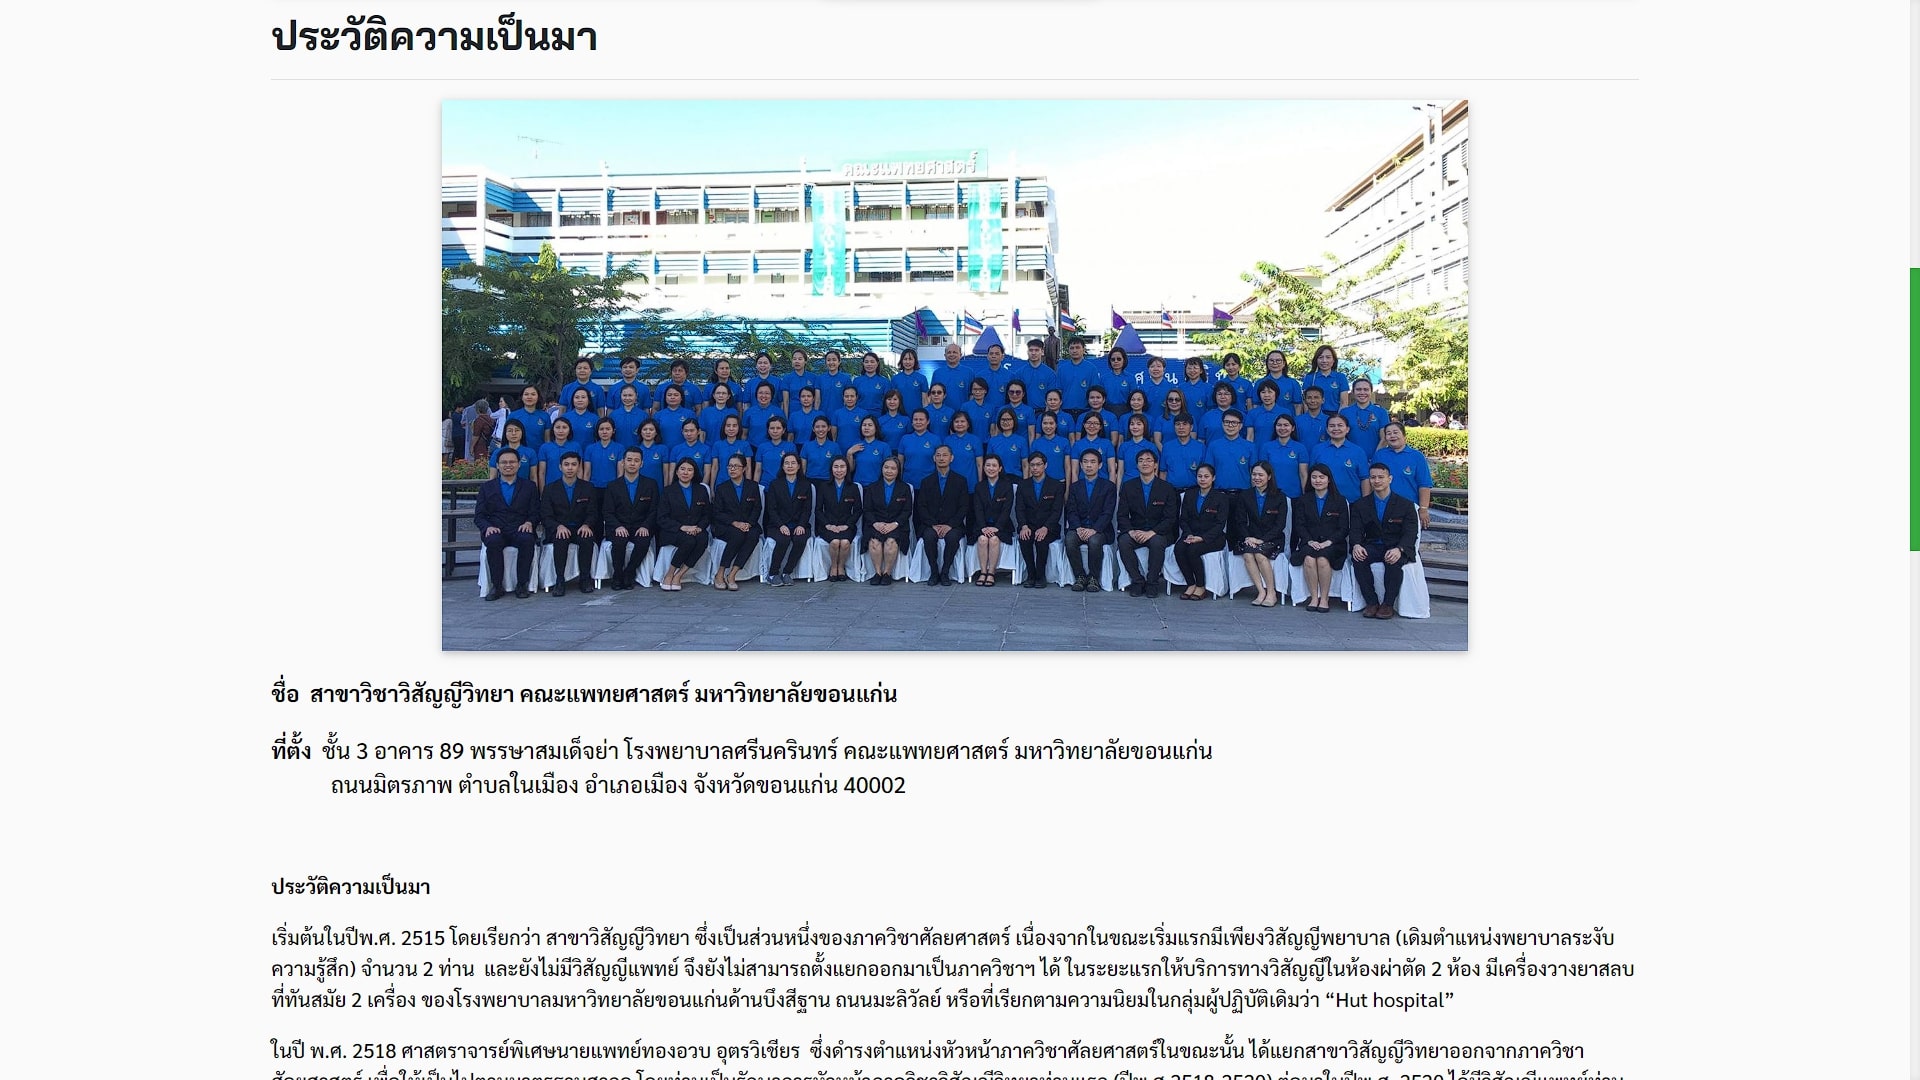 ประวัติความเป็นมา
คณะแพทยศาสตร์
ชื่อ  สาขาวิชาวิสัญญีวิทยา คณะแพทยศาสตร์ มหาวิทยาลัยขอนแก่น
ที่ตั้ง  ชั้น 3 อาคาร 89 พรรษาสมเด็จย่า โรงพยาบาลศรีนครินทร์ คณะแพทยศาสตร์ มหาวิทยาลัยขอนแก่น
ถนนมิตรภาพ ตำบลในเมือง อำเภอเมือง จังหวัดขอนแก่น 40002
ประวัติความเป็นมา
เริ่มต้นในปีพ.ศ. 2515 โดยเรียกว่า สาขาวิสัญญีวิทยา ซึ่งเป็นส่วนหนึ่งของภาควิชาศัลยศาสตร์ เนื่องจากในขณะเริ่มแรกมีเพียงวิสัญญีพยาบาล (เดิมตำแหน่งพยาบาลระงับ
ความรู้สึก) จำนวน 2 ท่าน  และยังไม่มีวิสัญญีแพทย์ จึงยังไม่สามารถตั้งแยกออกมาเป็นภาควิชาฯ ได้ ในระยะแรกให้บริการทางวิสัญญีในห้องผ่าตัด 2 ห้อง มีเครื่องวางยาสลบ
ที่ทันสมัย 2 เครื่อง ของโรงพยาบาลมหาวิทยาลัยขอนแก่นด้านบึงสีฐาน ถนนมะลิวัลย์ หรือที่เรียกตามความนิยมในกลุ่มผู้ปฏิบัติเดิมว่า “Hut hospital”
ในปี พ.ศ. 2518 ศาสตราจารย์พิเศษนายแพทย์ทองอวบ อุตรวิเชียร  ซึ่งดำรงตำแหน่งหัวหน้าภาควิชาศัลยศาสตร์ในขณะนั้น ได้แยกสาขาวิสัญญีวิทยาออกจากภาควิชา